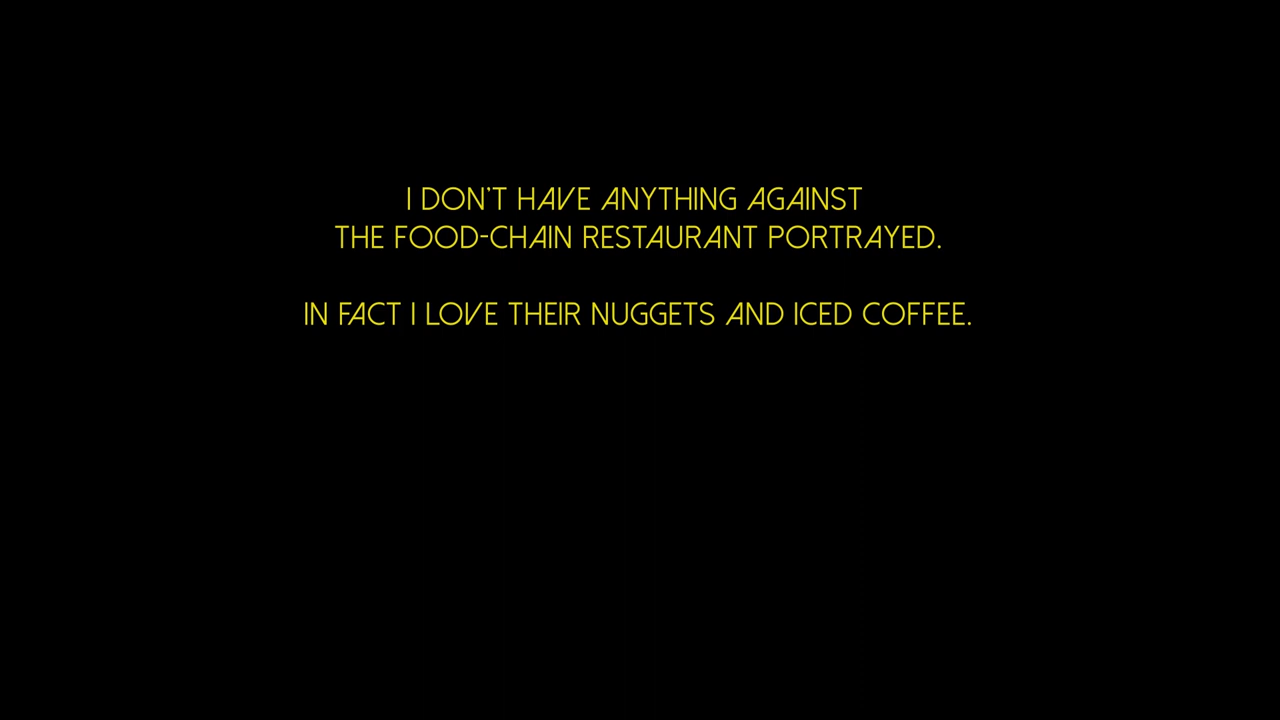 I DON'T HAVE ANYTHING AGAINST
THE FOOD-CHAIN RESTAURANT PORTRAYED.
IN FACT I LOVE THEIR NUGGETS AND ICED COFFEE.